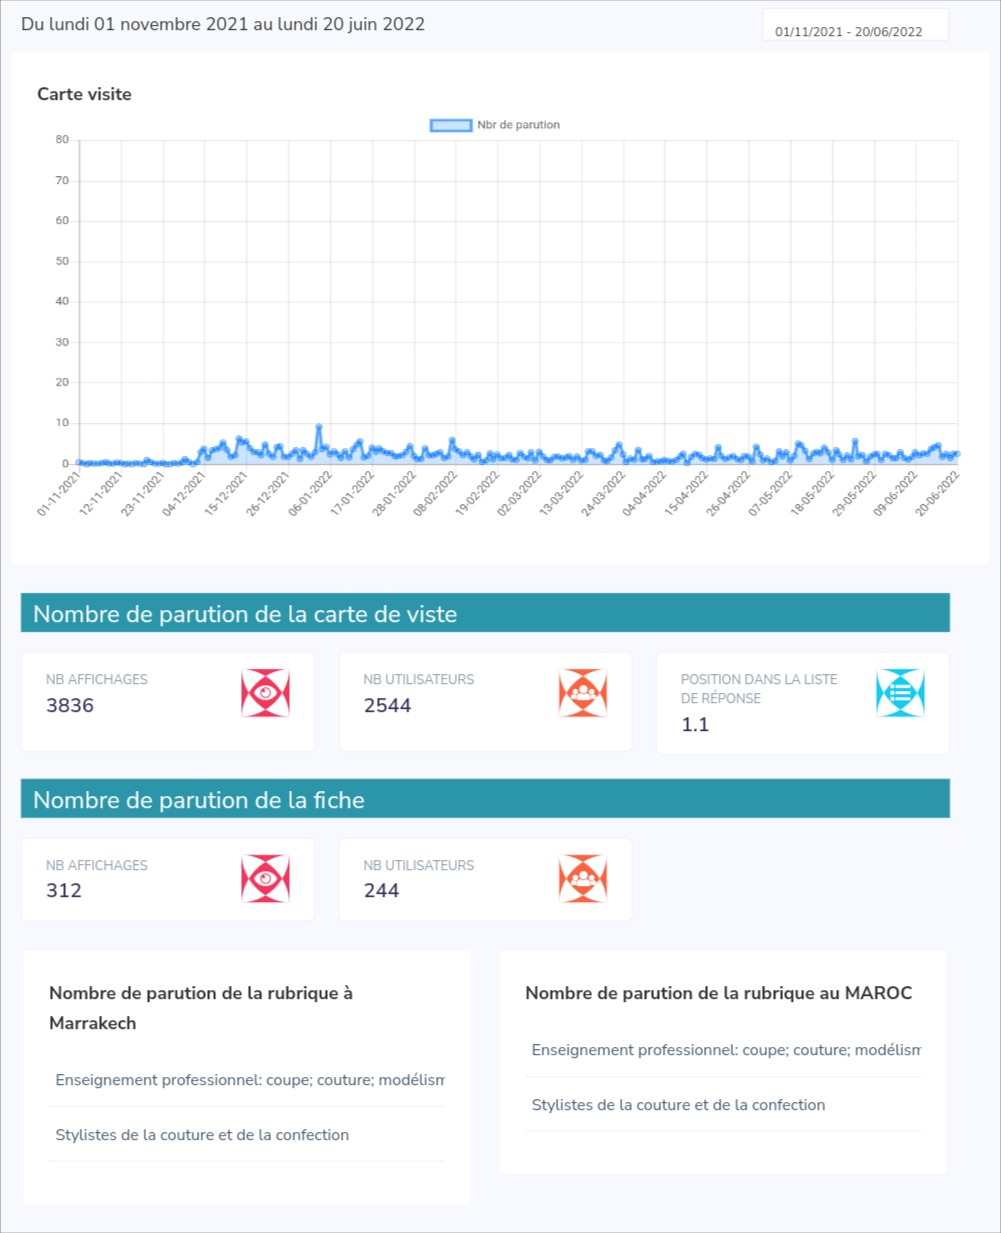 Du lundi 01 novembre 2021 au lundi 20 juin 2022
01/11/2021 - 20/06/2022
Carte visite
Nbr de parution
80
70
60
50
40
30
20
10
0
01-11-2021
12-11-2021
23-11-2021
04-12-2021
15-12-2021
26-12-2021
06-01-2022
17-01-2022
28-01-2022
08-02-2022
19-02-2022
02-03-2022
13-03-2022
24-03-2022
04-04-2022
15-04-2022
26-04-2022
07-05-2022
18-05-2022
29-05-2022
09-06-2022
20-06-2022
Nombre de parution de la carte de viste
NB AFFICHAGES
3836
NB UTILISATEURS
2544
POSITION DANS LA LISTE
DE RÉPONSE
1.1
Nombre de parution de la fiche
NB AFFICHAGES
312
NB UTILISATEURS
244
Nombre de parution de la rubrique à
Marrakech
Enseignement professionnel: coupe; couture; modélism
Stylistes de la couture et de la confection
Nombre de parution de la rubrique au MAROC
Enseignement professionnel: coupe; couture; modélism
Stylistes de la couture et de la confection